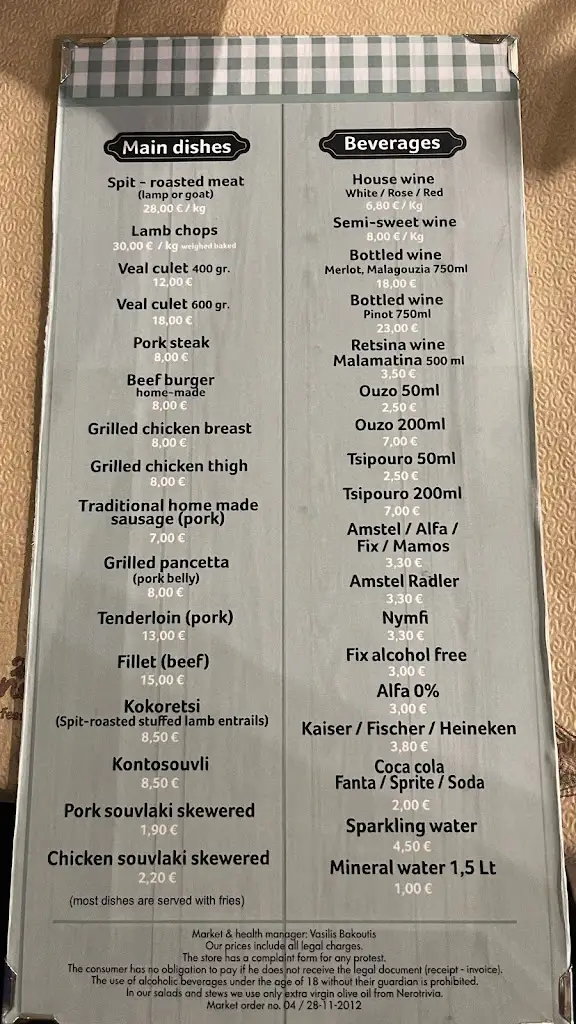 Main dishes
Spit - roasted meat
(lamp or goat)
28,00 € / kg
Lamb chops
30,00 € / kg weighed baked
Veal culet 400 gr.
12,00 €
Veal culet 600 gr.
18,00 €
Pork steak
8,00 €
Beef burger
home-made
8,00 €
Grilled chicken breast
8,00 €
Grilled chicken thigh
8,00 €
Traditional home made
sausage (pork)
7,00 €
Grilled pancetta
(pork belly)
8,00 €
Tenderloin (pork)
13,00 €
Fillet (beef)
15,00 €
Kokoretsi
(Spit-roasted stuffed lamb entrails)
8,50 €
Kontosouvli
8,50 €
Pork souvlaki skewered
1,90 €
Chicken souvlaki skewered
2,20 €
(most dishes are served with fries)
Beverages
House wine
White / Rose / Red
6,80 € / Kg
Semi-sweet wine
8,00 € / Kg
Bottled wine
Merlot, Malagouzia 750ml
18,00 €
Bottled wine
Pinot 750ml
23,00 €
Retsina wine
Malamatina 500 ml
3,50 €
Ouzo 50ml
2,50 €
Ouzo 200ml
7,00 €
Tsipouro 50ml
2,50 €
Tsipouro 200ml
7,00 €
Amstel / Alfa /
Fix / Mamos
3,30 €
Amstel Radler
3,30 €
Nymfi
3,30 €
Fix alcohol free
3,00 €
Alfa 0%
3,00 €
Kaiser / Fischer / Heineken
3,80 €
Coca cola
Fanta / Sprite / Soda
2,00 €
Sparkling water
4,50 €
Mineral water 1,5 Lt
1,00 €
Market & health manager: Vasilis Bakoutis
Our prices include all legal charges.
The store has a complaint form for any protest.
The consumer has no obligation to pay if he does not receive the legal document (receipt - invoice).
The use of alcoholic beverages under the age of 18 without their guardian is prohibited.
In our salads and stews we use only extra virgin olive oil from Nerotrivia.
Market order no. 04 / 28-11-2012